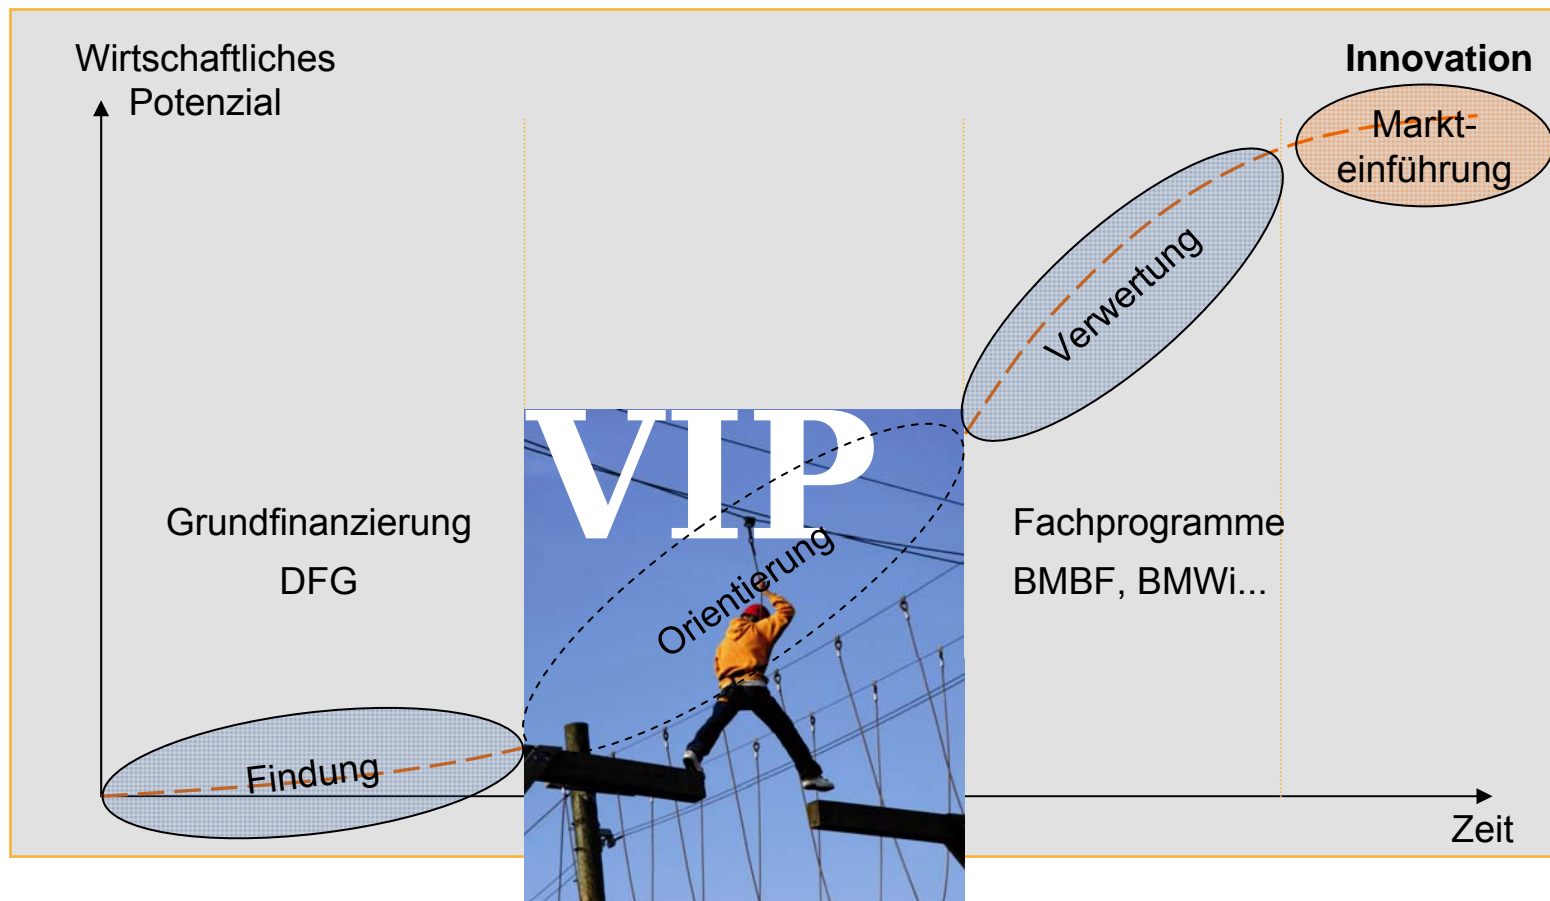 Wirtschaftliches
Potenzial
Innovation
Markt-
einführung
Verwertung
VIP
Orientierung
Grundfinanzierung
DFG
Fachprogramme
BMBF, BMWi...
Findung
Zeit